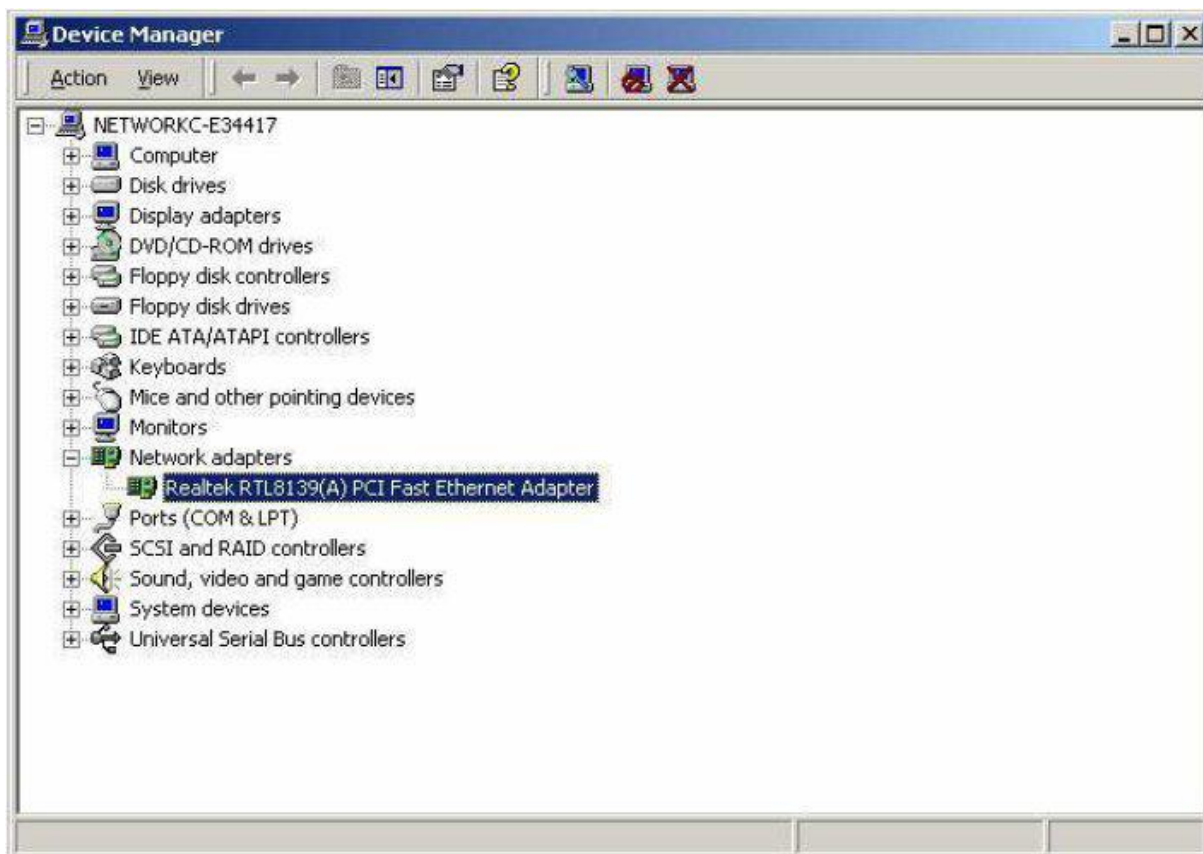 Device Manager
Action View
NETWORKC-E34417
Computer
Disk drives
Display adapters
DVD/CD-ROM drives
Floppy disk controllers
Floppy disk drives
IDE ATA/ATAPI controllers
Keyboards
Mice and other pointing devices
Monitors
Network adapters
Realtek RTL8139(A) PCI Fast Ethernet Adapter
Ports (COM & LPT)
SCSI and RAID controllers
Sound, video and game controllers
System devices
Universal Serial Bus controllers